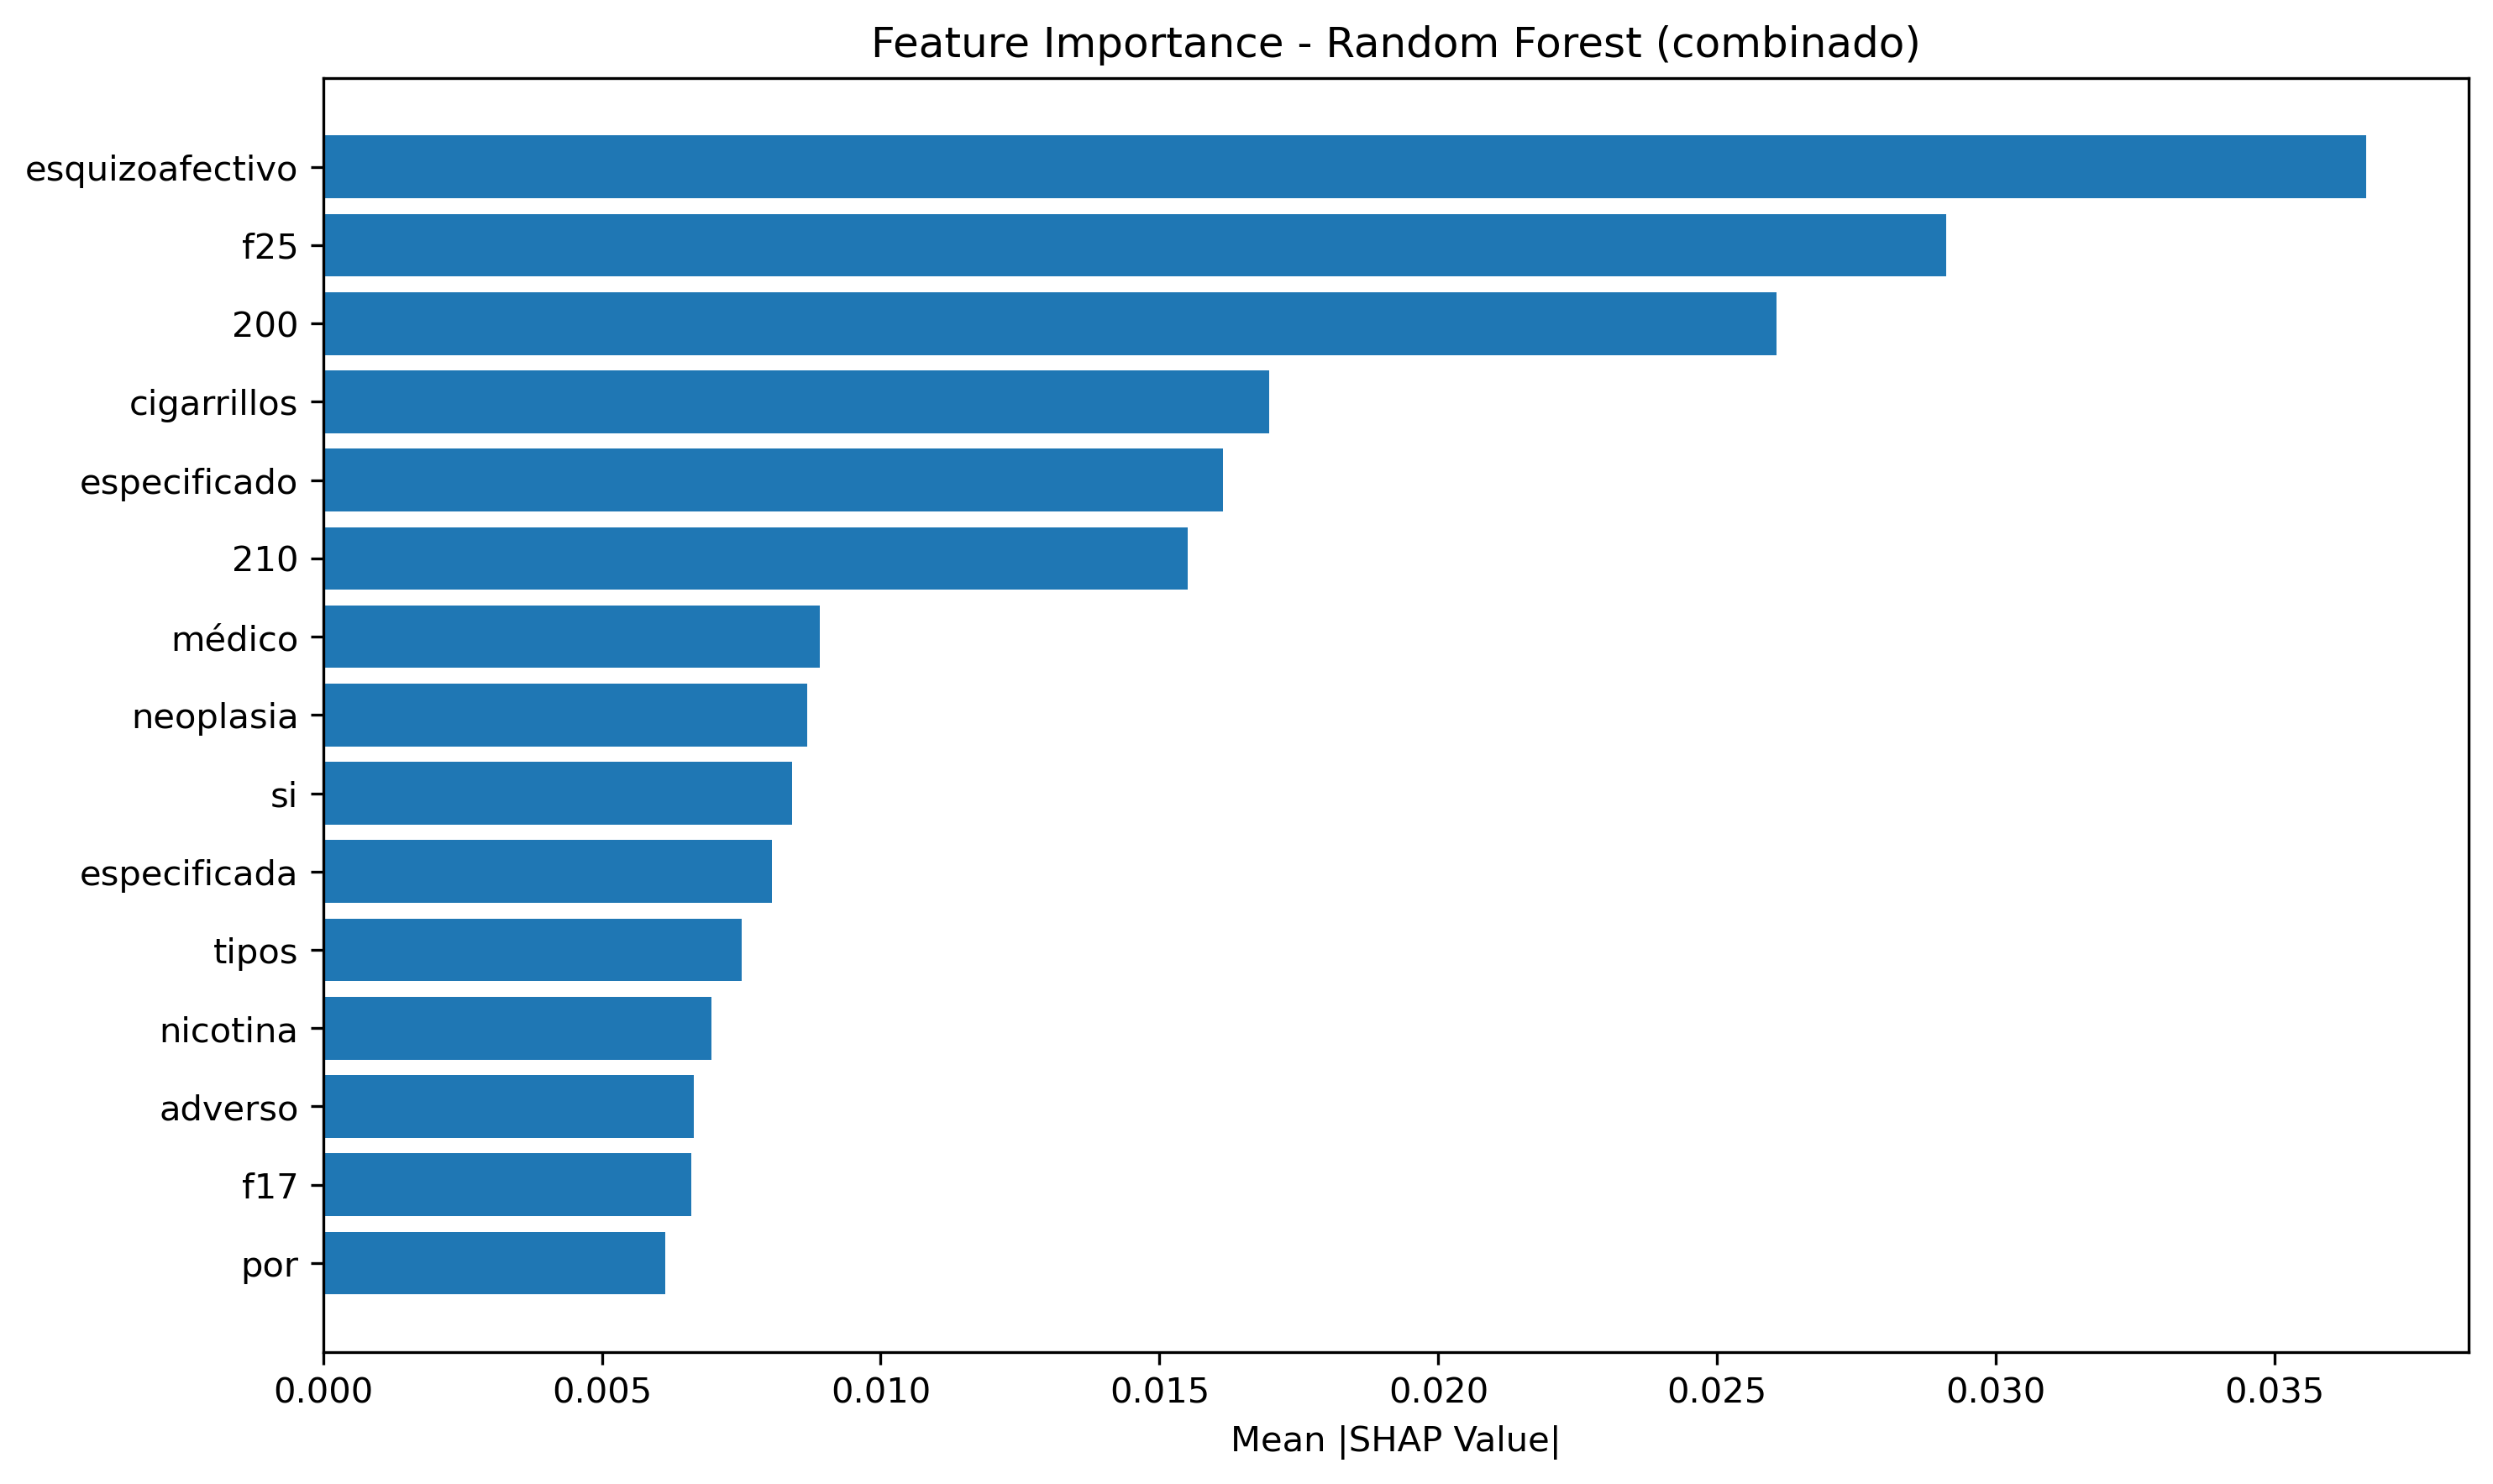 Feature Importance - Random Forest (combinado)
esquizoafectivo
f25
200
cigarrillos
especificado
210
médico
neoplasia
si
especificada
tipos
nicotina
adverso
f17
por
0.000 0.005 0.010 0.015 0.020 0.025 0.030 0.035
Mean |SHAP Value|